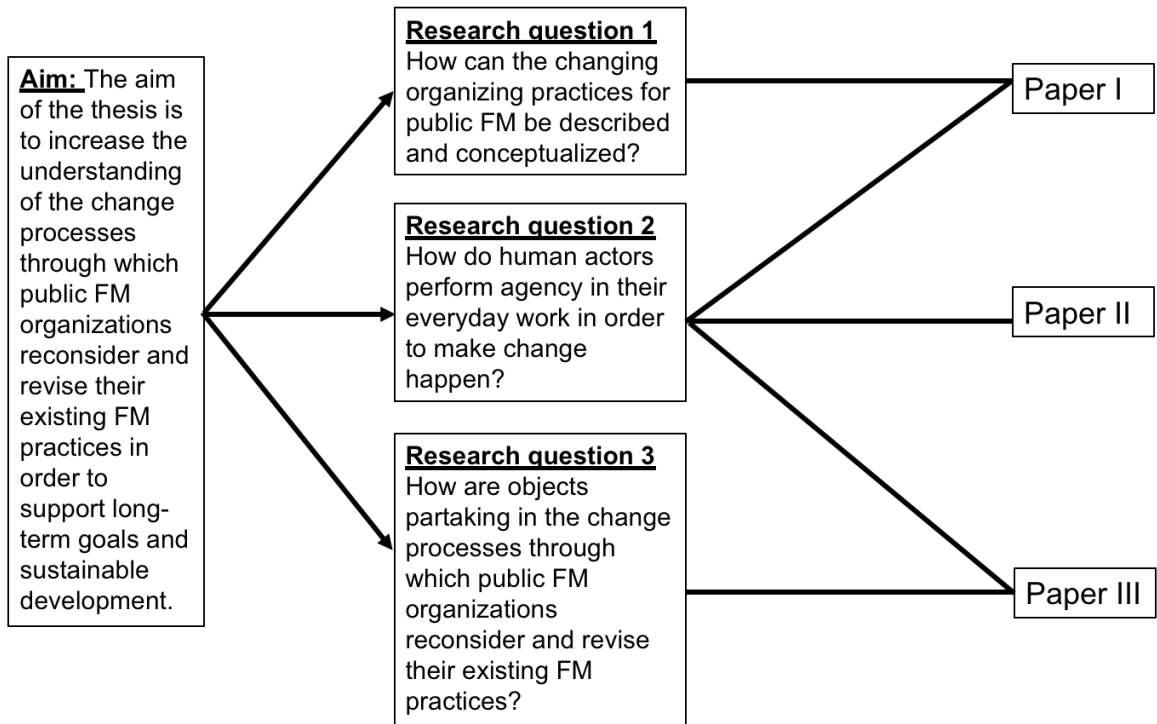 Aim: The aim
of the thesis is
to increase the
understanding
of the change
processes
through which
public FM
organizations
reconsider and
revise their
existing FM
practices in
order to
support long-
term goals and
sustainable
development.
Research question 1
How can the changing
organizing practices for
public FM be described
and conceptualized?
Research question 2
How do human actors
perform agency in their
everyday work in order
to make change
happen?
Research question 3
How are objects
partaking in the change
processes through
which public FM
organizations
reconsider and revise
their existing FM
practices?
Paper I
Paper II
Paper III